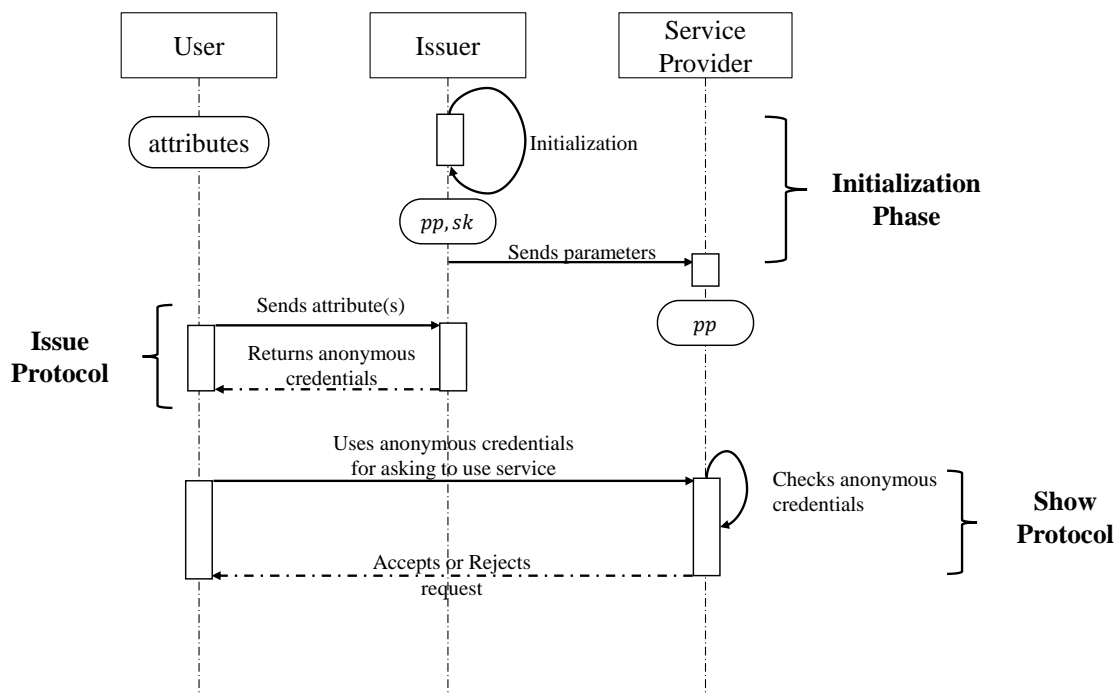 User
Issuer
Service
Provider
attributes
Initialization
Initialization
Phase
pp, sk
Sends parameters
pp
Sends attribute(s)
Issue
Protocol
Returns anonymous
credentials
Uses anonymous credentials
for asking to use service
Checks anonymous
credentials
Show
Protocol
Accepts or Rejects
request